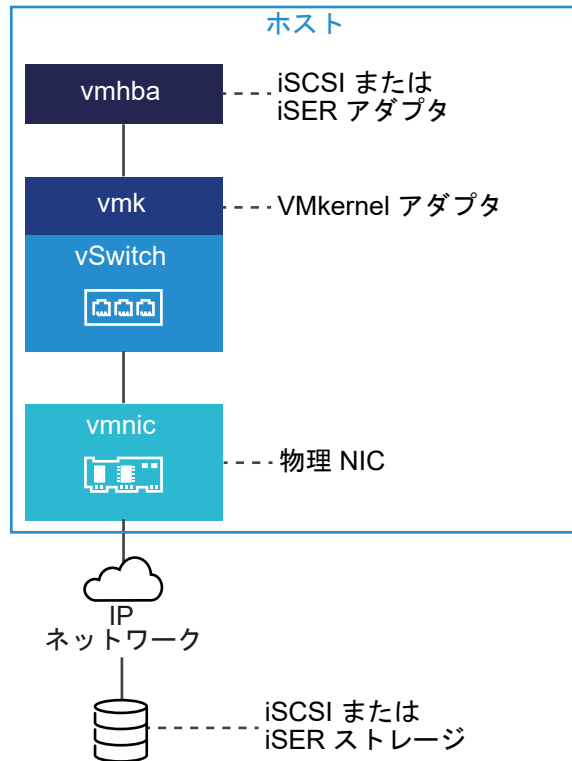 ホスト
vmhba
iSCSI または
iSER アダプタ
vmk
VMkernel アダプタ
vSwitch
vmnic
物理 NIC
IP
ネットワーク
iSCSI または
iSER ストレージ